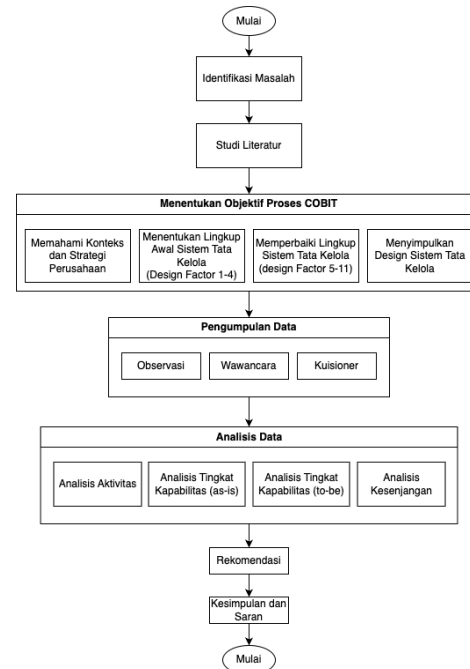 Mulai
Identifikasi Masalah
Studi Literatur
Menentukan Objektif Proses COBIT
Memahami Konteks
dan Strategi
Perusahaan
Menentukan Lingkup
Awal Sistem Tata
Kelola
(Design Factor 1-4)
Memperbaiki Lingkup
Sistem Tata Kelola
(design Factor 5-11)
Menyimpulkan
Design Sistem Tata
Kelola
Pengumpulan Data
Observasi
Wawancara
Kuisioner
Analisis Data
Analisis Aktivitas
Analisis Tingkat
Kapabilitas (as-is)
Analisis Tingkat
Kapabilitas (to-be)
Analisis
Kesenjangan
Rekomendasi
Kesimpulan dan
Saran
Mulai